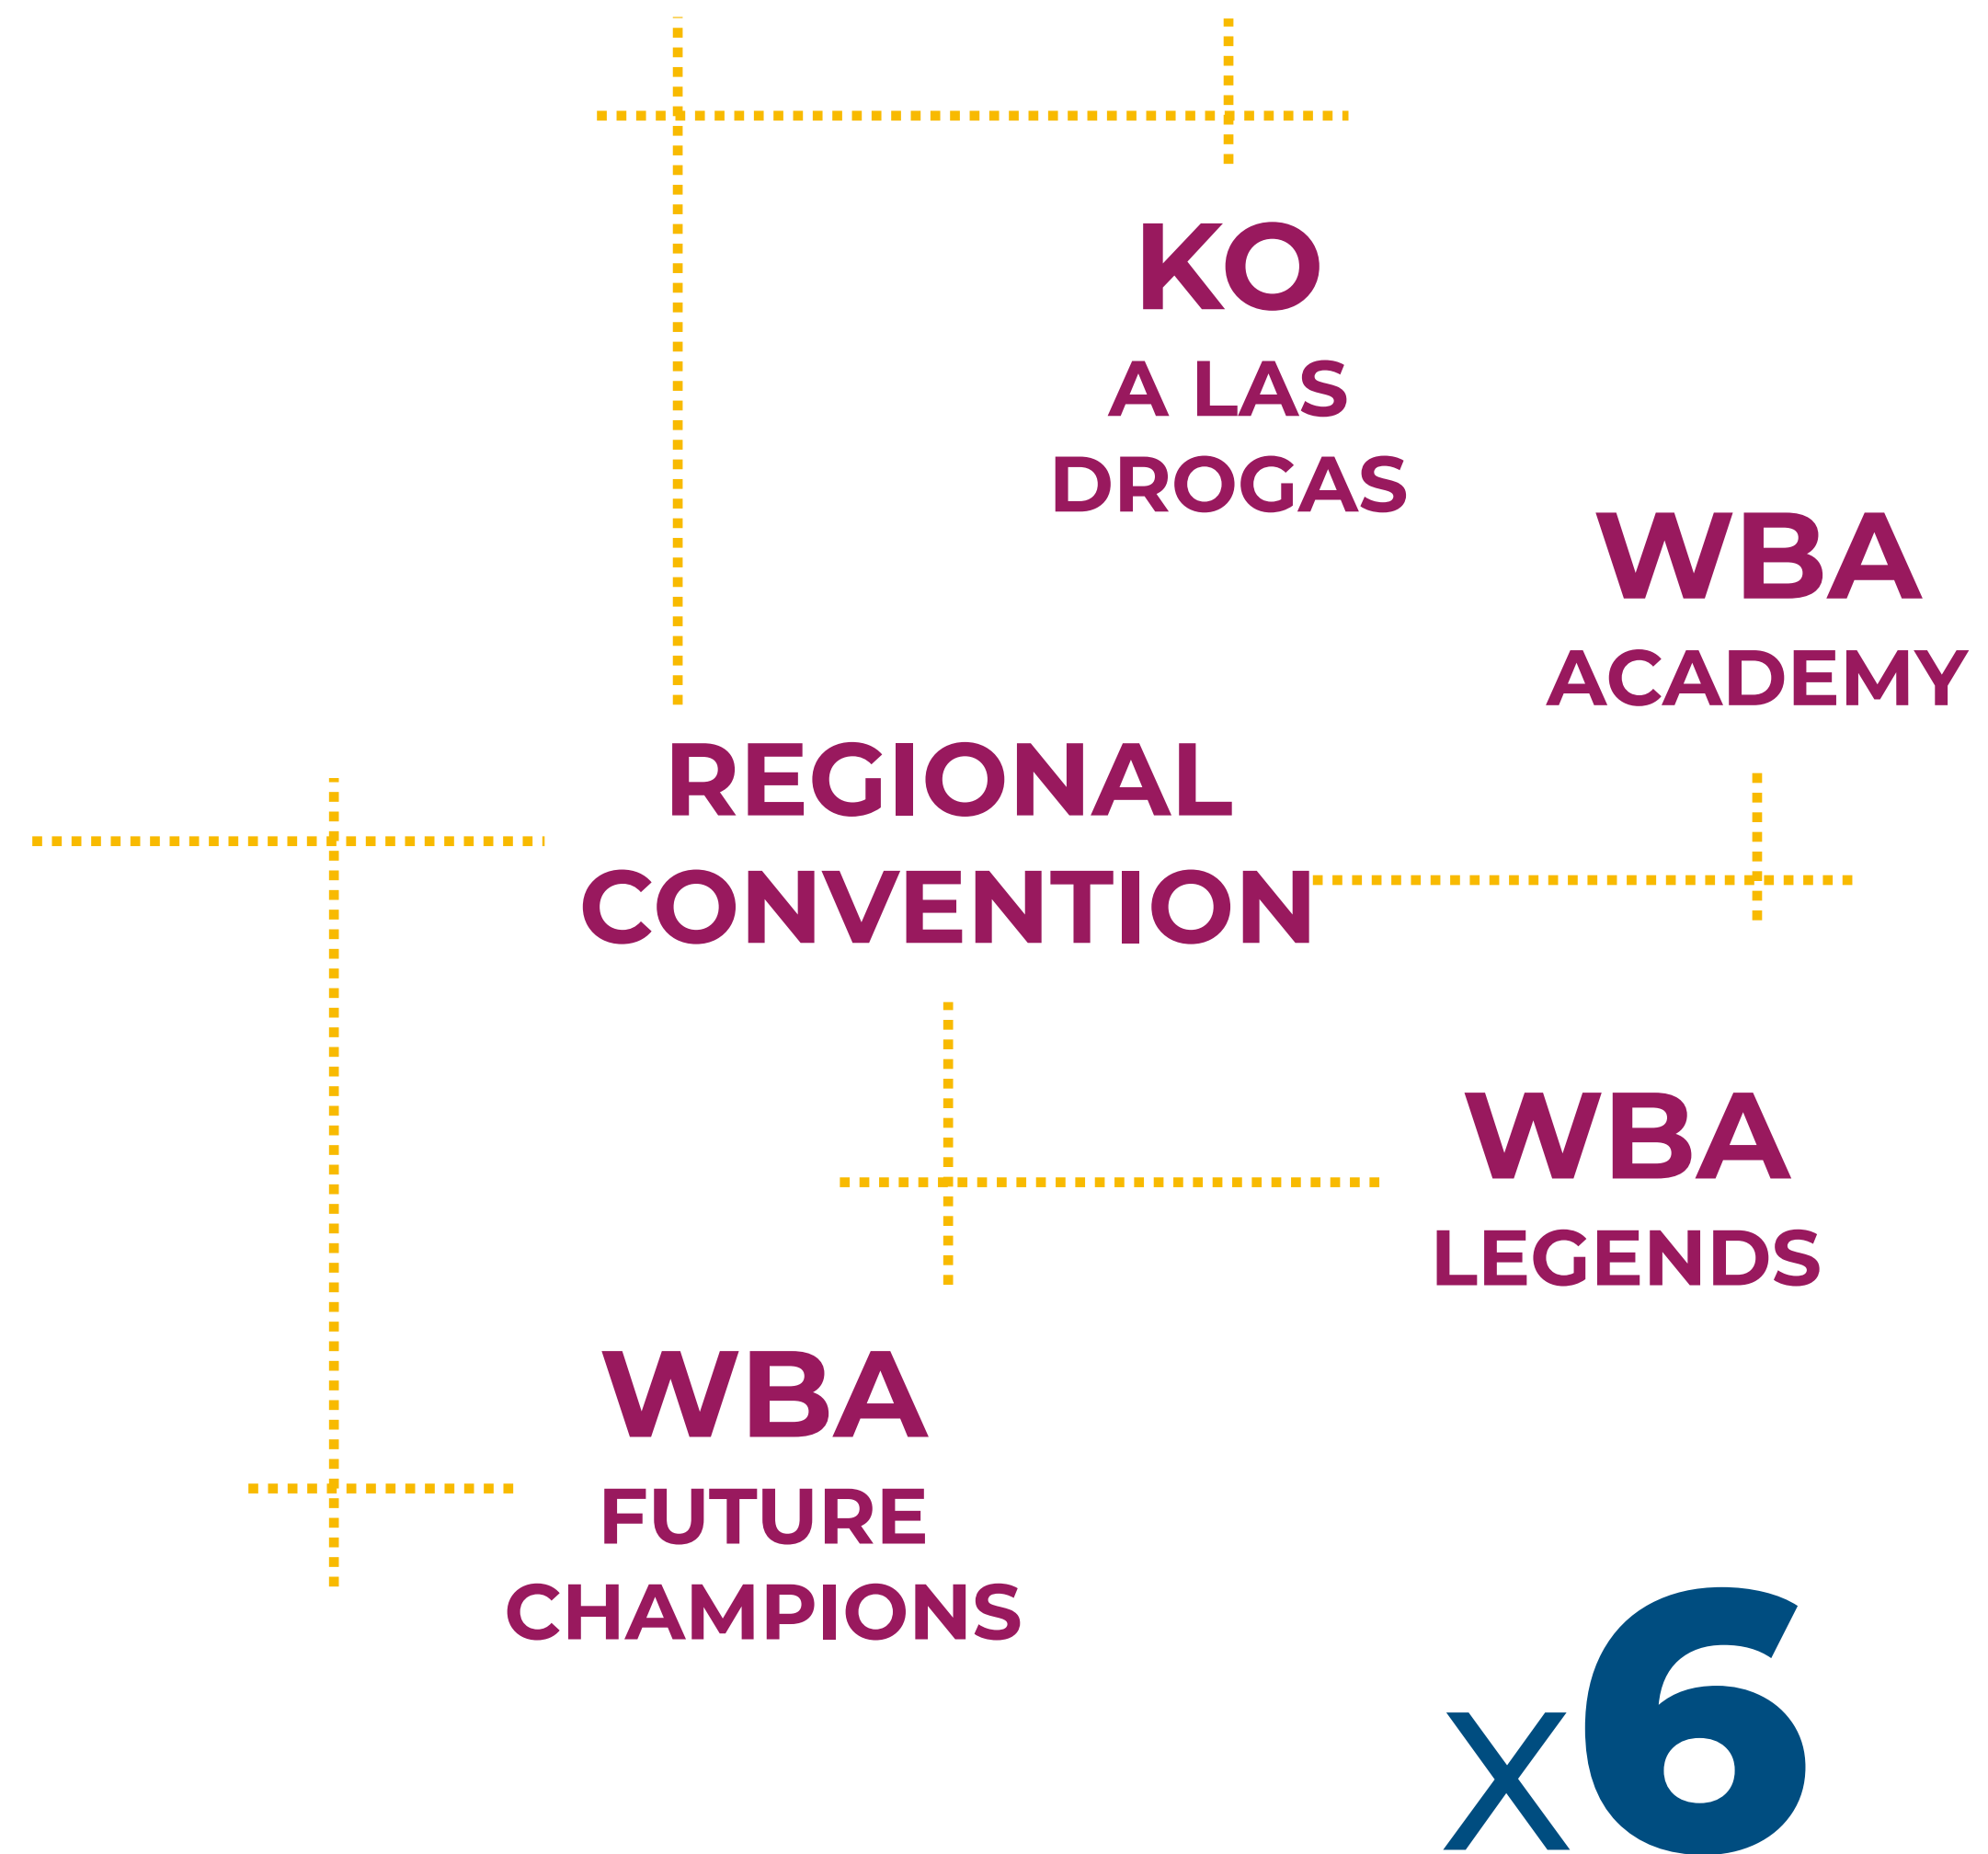 KO
A LAS
DROGAS
WBA
ACADEMY
REGIONAL
CONVENTION
WBA
LEGENDS
WBA
FUTURE
CHAMPIONS
x6